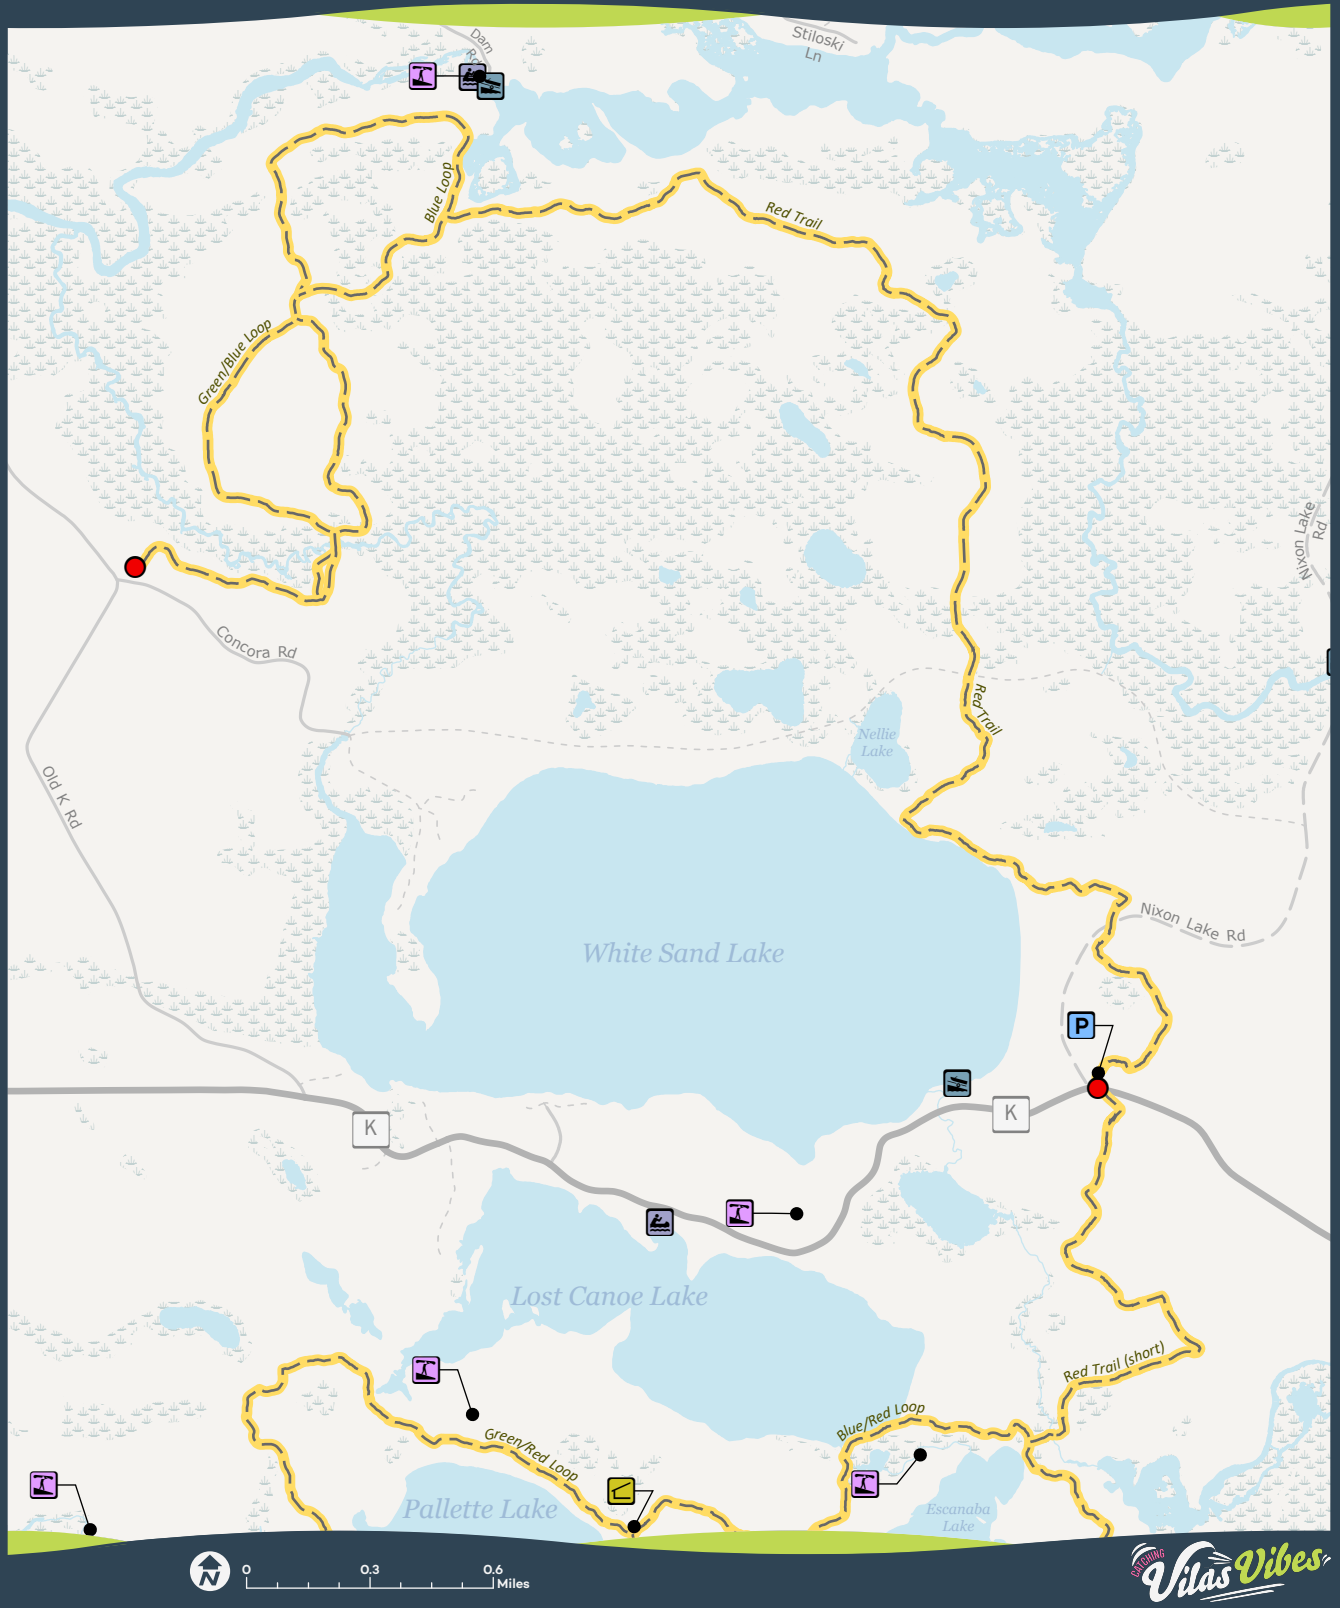 Dam
Rd
Stiloski
Ln
Blue Loop
Red Trail
Green/Blue Loop
Nixon Lake
Rd
Concora Rd
Red Trail
Nellie
Lake
Old K Rd
Nixon Lake Rd
White Sand Lake
P
K
K
Lost Canoe Lake
Red Trail (short)
Blue/Red Loop
Green/Red Loop
Pallette Lake
Escanaba
Lake
N
0 0.3 0.6
Miles
CATCHING
Vilas Vibes